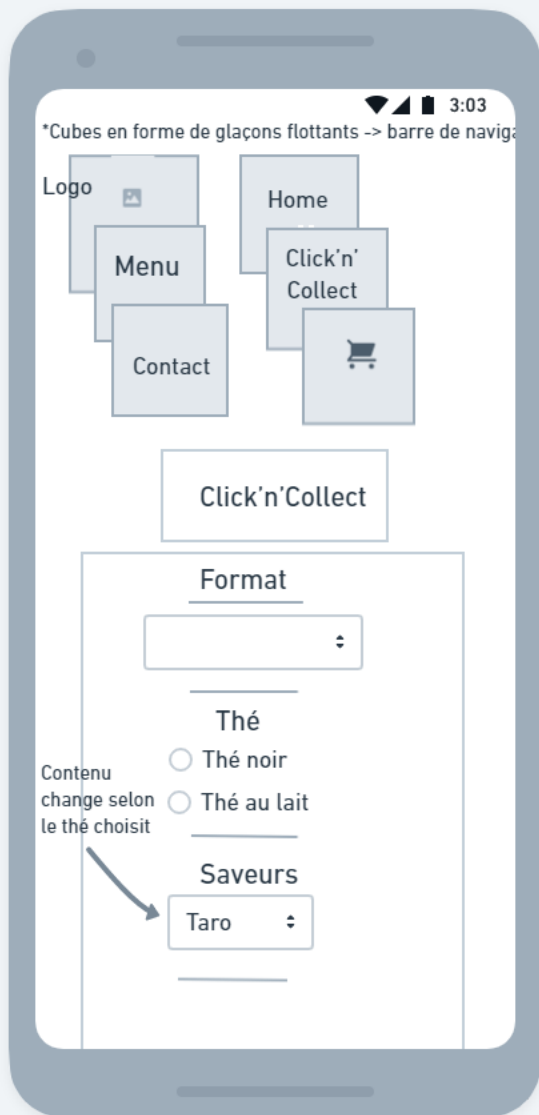 3:03
*Cubes en forme de glaçons flottants -> barre de naviga
Logo
Home
Menu
Click'n'
Collect
Contact
Click'n'Collect
Format
Thé
Thé noir
Thé au lait
Contenu
change selon
le thé choisit
Saveurs
Taro